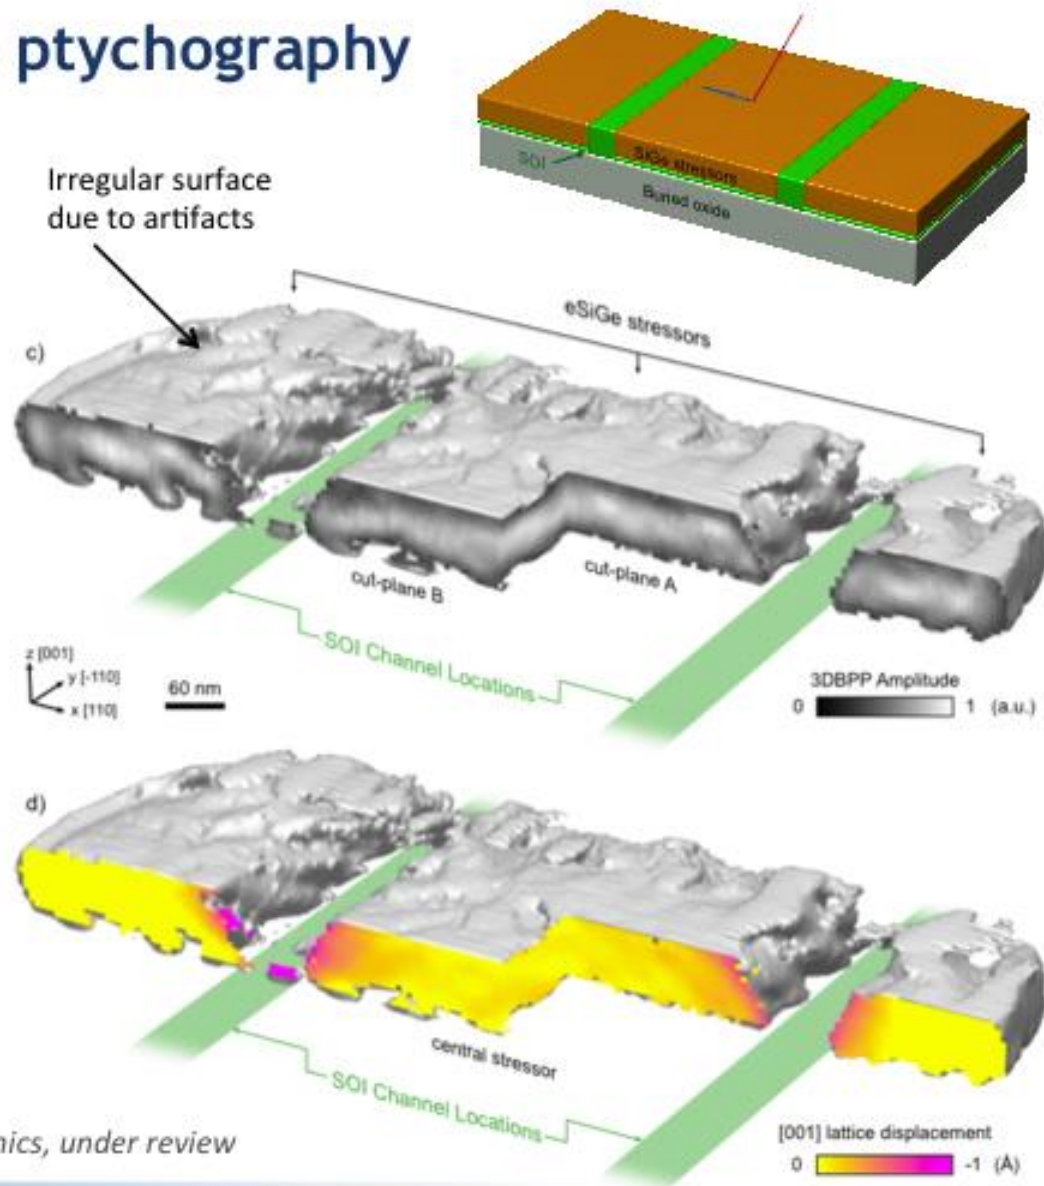 ptychography
SOI
SiGe stressors
Buried oxide
Irregular surface
due to artifacts
eSiGe stressors
c)
cut-plane B
cut-plane A
SOI Channel Locations
z [001]
y [-110]
x [110]
60 nm
3DBPP Amplitude
0 1 (a.u.)
d)
central stressor
SOI Channel Locations
under review
[001] lattice displacement
0 -1 (Å)